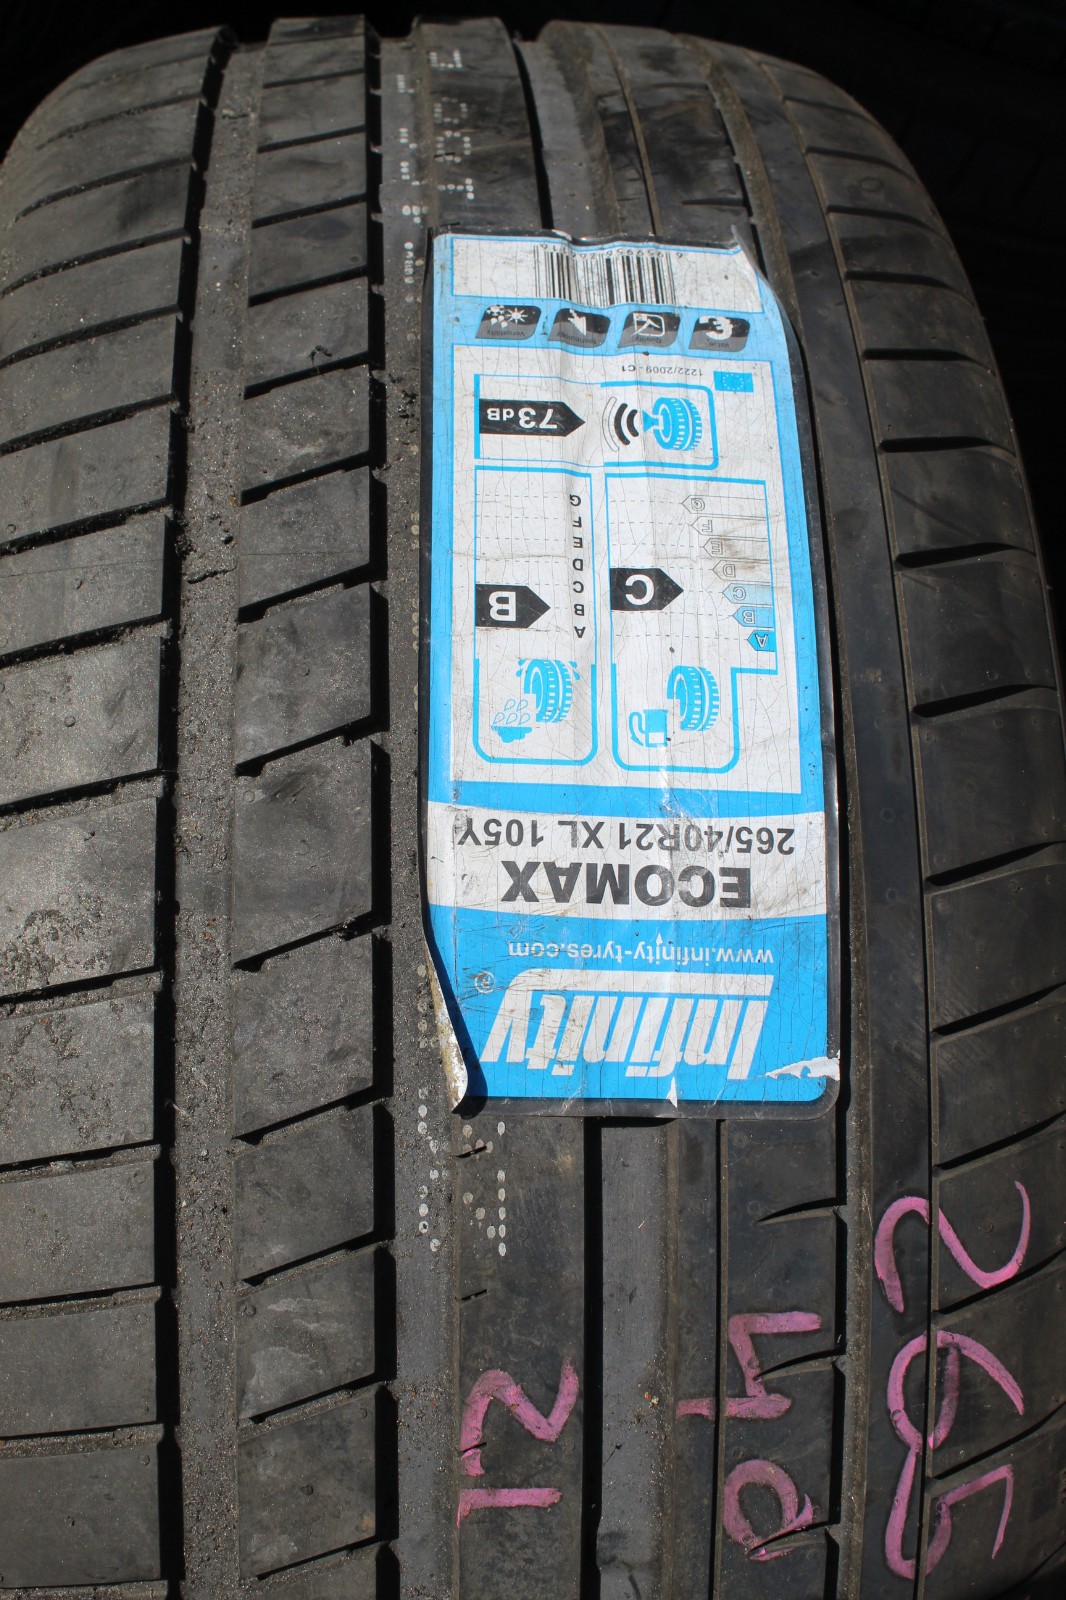 Infinity®
www.infinity-tyres.com
ECOMAX
265/40R21 XL 105Y
A
B
C
D
E
F
G
C
A
B
C
D
E
F
G
B
73 dB
1222/2009 - C1
265
40
21